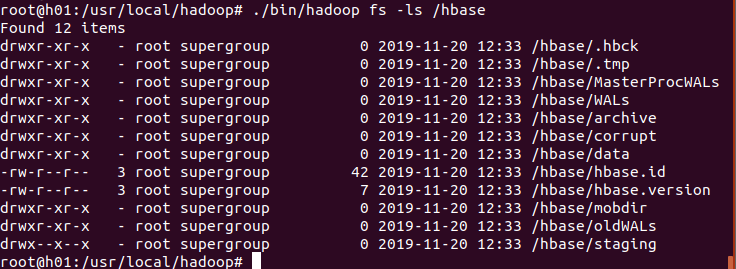 root@h01:/usr/local/hadoop# ./bin/hadoop fs -ls /hbase
Found 12 items
drwxr-xr-x   - root supergroup          0 2019-11-20 12:33 /hbase/.hbck
drwxr-xr-x   - root supergroup          0 2019-11-20 12:33 /hbase/.tmp
drwxr-xr-x   - root supergroup          0 2019-11-20 12:33 /hbase/MasterProcWALs
drwxr-xr-x   - root supergroup          0 2019-11-20 12:33 /hbase/WALs
drwxr-xr-x   - root supergroup          0 2019-11-20 12:33 /hbase/archive
drwxr-xr-x   - root supergroup          0 2019-11-20 12:33 /hbase/corrupt
drwxr-xr-x   - root supergroup          0 2019-11-20 12:33 /hbase/data
-rw-r--r--   3 root supergroup         42 2019-11-20 12:33 /hbase/hbase.id
-rw-r--r--   3 root supergroup          7 2019-11-20 12:33 /hbase/hbase.version
drwxr-xr-x   - root supergroup          0 2019-11-20 12:33 /hbase/mobdir
drwxr-xr-x   - root supergroup          0 2019-11-20 12:33 /hbase/oldWALs
drwx--x--x   - root supergroup          0 2019-11-20 12:33 /hbase/staging
root@h01:/usr/local/hadoop#